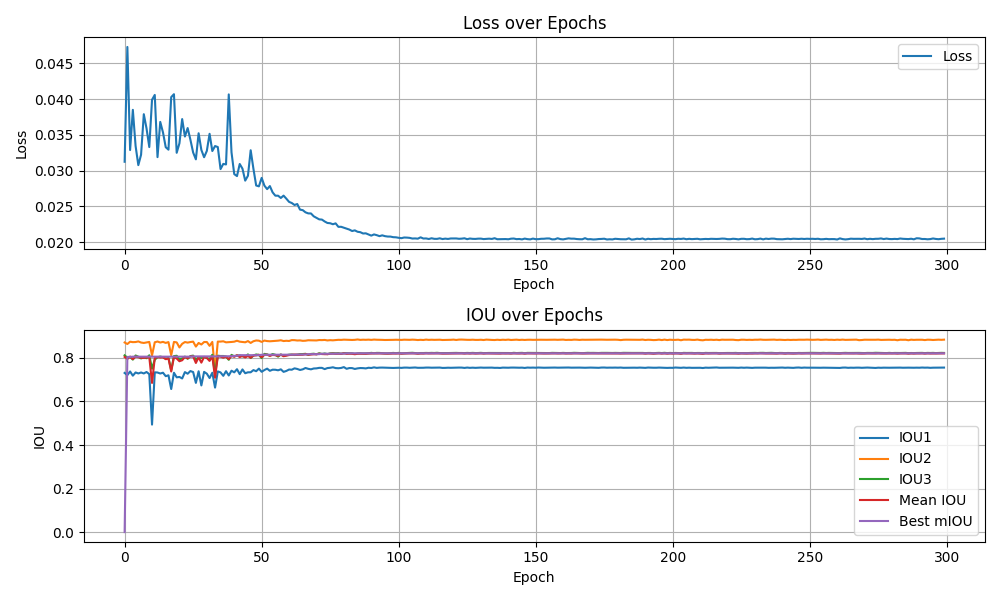 Loss over Epochs
0.045
0.040
0.035
0.030
0.025
0.020
Loss
Loss
0 50 100 150 200 250 300
Epoch
IOU over Epochs
0.8
0.6
0.4
0.2
0.0
IOU
IOU1
IOU2
IOU3
Mean IOU
Best mIOU
0 50 100 150 200 250 300
Epoch